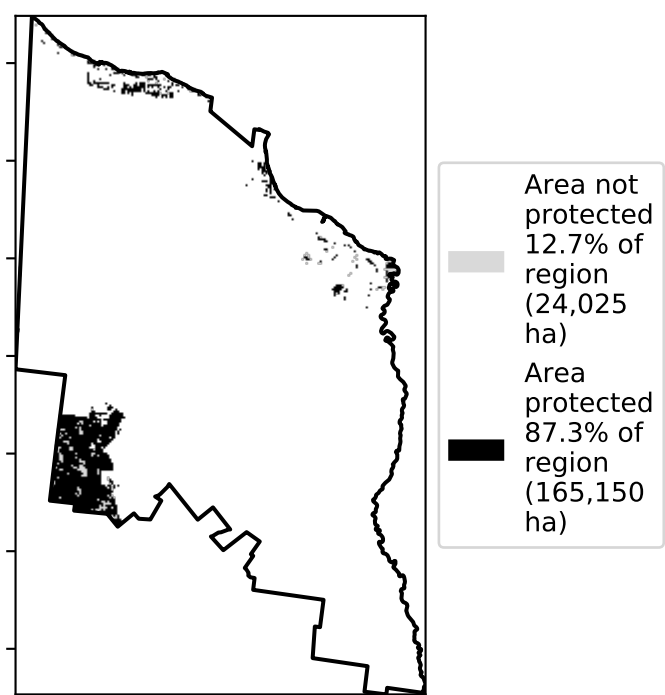 Area not
protected
12.7% of
region
(24,025
ha)
Area
protected
87.3% of
region
(165,150
ha)